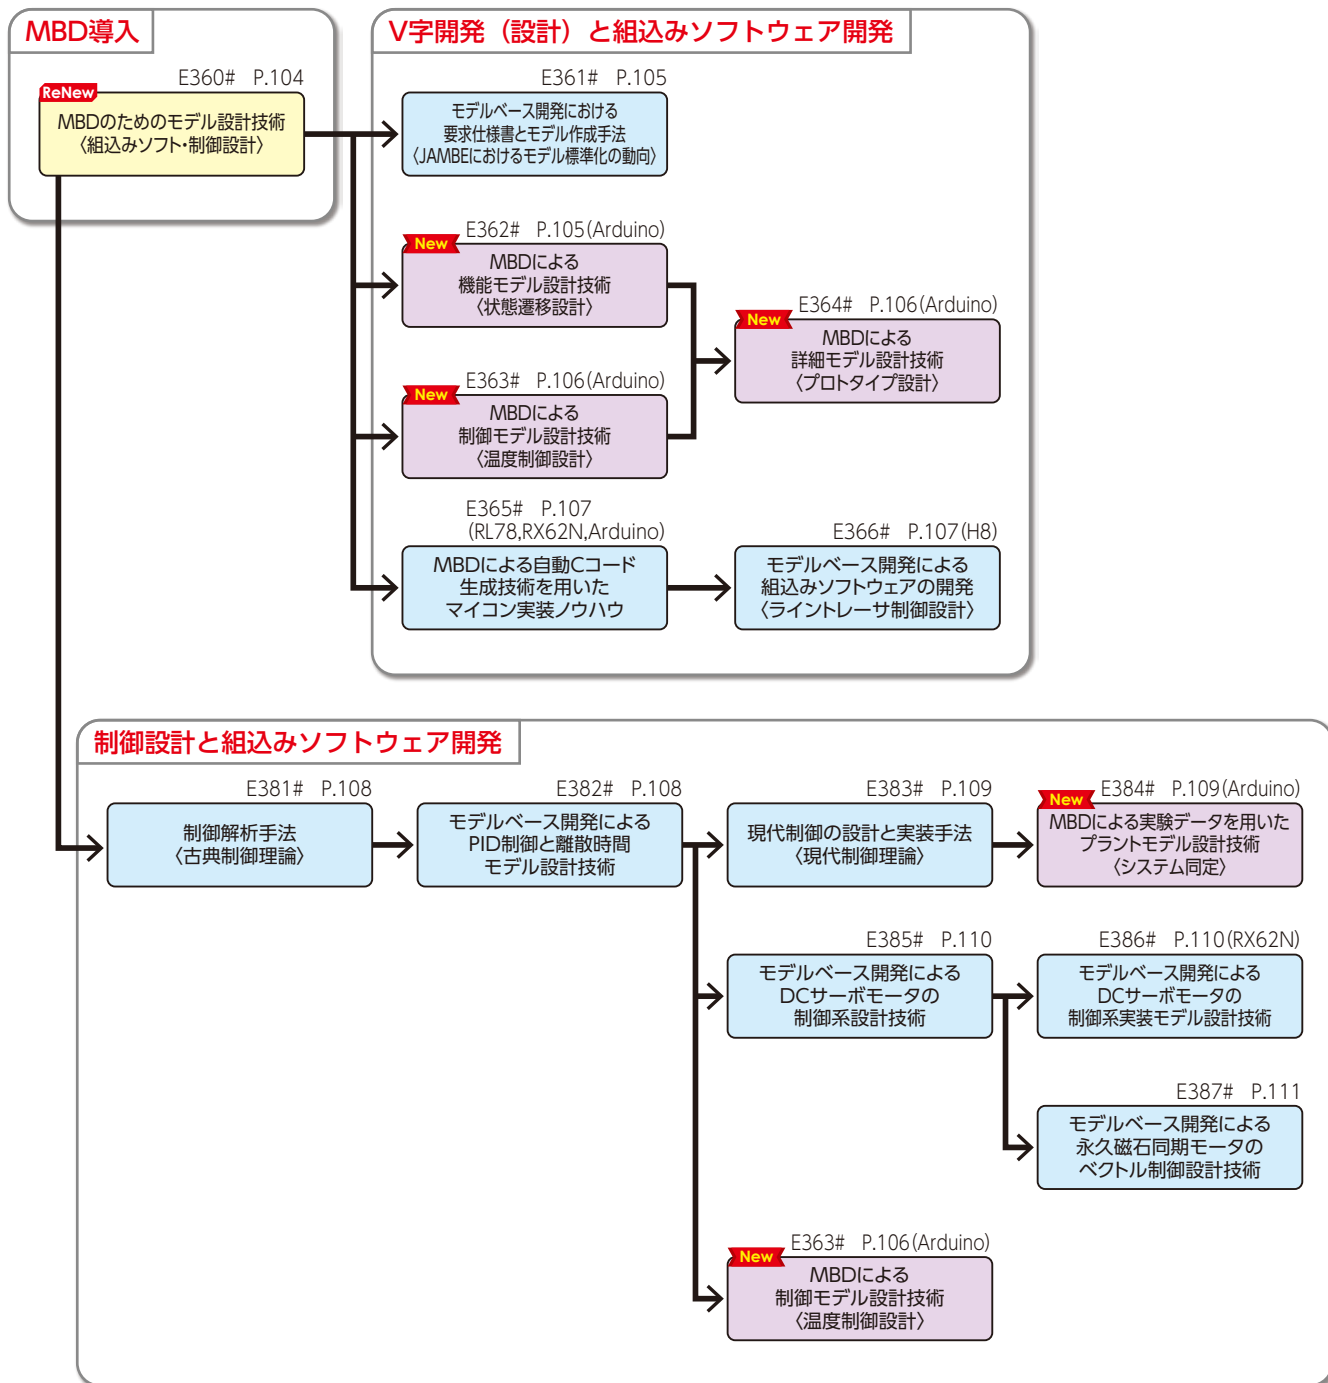 MBD導入
ReNew
E360# P.104
MBDのためのモデル設計技術
〈組込みソフト・制御設計〉
V字開発（設計）と組込みソフトウェア開発
E361# P.105
モデルベース開発における
要求仕様書とモデル作成手法
〈JAMBEにおけるモデル標準化の動向〉
New
E362# P.105(Arduino)
MBDによる
機能モデル設計技術
〈状態遷移設計〉
New
E363# P.106(Arduino)
MBDによる
制御モデル設計技術
〈温度制御設計〉
New
E364# P.106(Arduino)
MBDによる
詳細モデル設計技術
〈プロトタイプ設計〉
E365# P.107
(RL78,RX62N,Arduino)
MBDによる自動Cコード
生成技術を用いた
マイコン実装ノウハウ
E366# P.107(H8)
モデルベース開発による
組込みソフトウェアの開発
〈ライントレーサ制御設計〉
制御設計と組込みソフトウェア開発
E381# P.108
制御解析手法
〈古典制御理論〉
E382# P.108
モデルベース開発による
PID制御と離散時間
モデル設計技術
E383# P.109
現代制御の設計と実装手法
〈現代制御理論〉
New
E384# P.109(Arduino)
MBDによる実験データを用いた
プラントモデル設計技術
〈システム同定〉
E385# P.110
モデルベース開発による
DCサーボモータの
制御系設計技術
E386# P.110(RX62N)
モデルベース開発による
DCサーボモータの
制御系実装モデル設計技術
E387# P.111
モデルベース開発による
永久磁石同期モータの
ベクトル制御設計技術
New
E363# P.106(Arduino)
MBDによる
制御モデル設計技術
〈温度制御設計〉